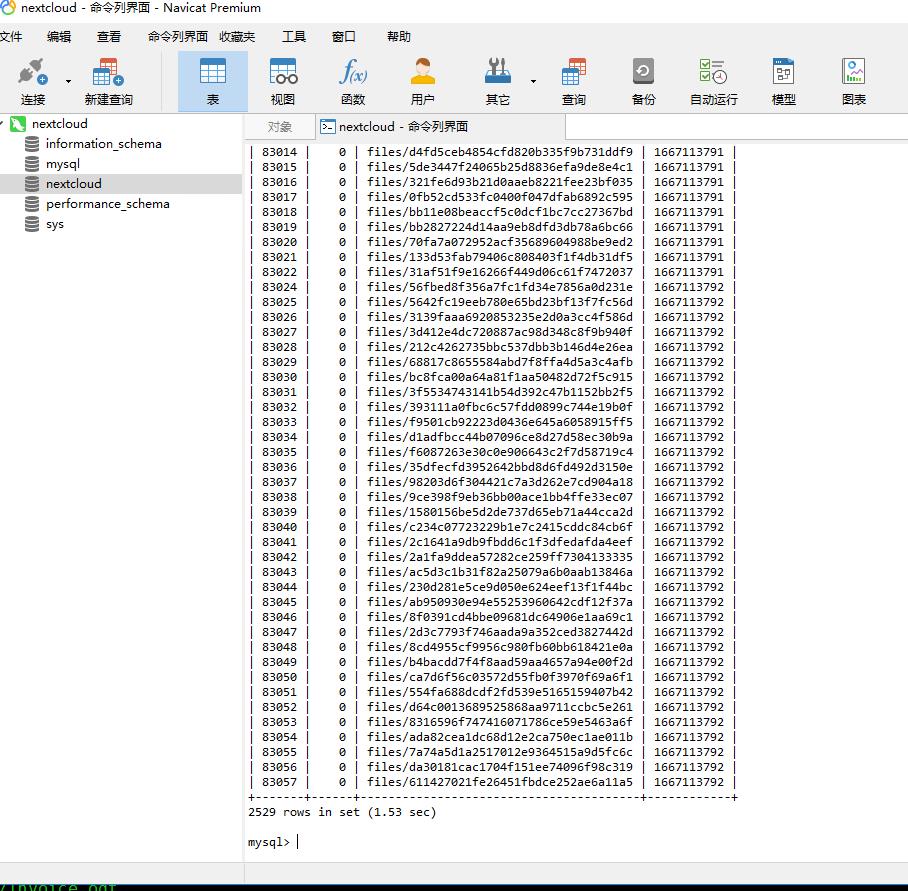 nextcloud - 命令列界面 - Navicat Premium
文件 编辑 查看 命令列界面 收藏夹 工具 窗口 帮助
连接 新建查询 表 视图 函数 用户 其它 查询 备份 自动运行 模型 图表
nextcloud
information_schema
mysql
nextcloud
performance_schema
sys
对象 nextcloud - 命令列界面
| 83014 | 0 | files/d4fd5ceb4854cfd820b335f9b731ddf9 | 1667113791 |
| 83015 | 0 | files/5de3447f24065b25d8836efa9de8e4c1 | 1667113791 |
| 83016 | 0 | files/321fe6d93b21d0aaeb8221fee23bf035 | 1667113791 |
| 83017 | 0 | files/0fb52cd533fc0400f047dfab6892c595 | 1667113791 |
| 83018 | 0 | files/bb11e08beaccf5c0dcf1bc7cc27367bd | 1667113791 |
| 83019 | 0 | files/bb2827224d14aa9eb8dfd3db78a6bc66 | 1667113791 |
| 83020 | 0 | files/70fa7a072952acf35689604988be9ed2 | 1667113791 |
| 83021 | 0 | files/133d53fab79406c808403f1f4db31df5 | 1667113791 |
| 83022 | 0 | files/31af51f9e16266f449d06c61f7472037 | 1667113791 |
| 83024 | 0 | files/56fbed8f356a7fc1fd34e7856a0d231e | 1667113792 |
| 83025 | 0 | files/5642fc19eeb780e65bd23bf13f7fc56d | 1667113792 |
| 83026 | 0 | files/3139faaa6920853235e2d0a3cc4f586d | 1667113792 |
| 83027 | 0 | files/3d412e4dc720887ac98d348c8f9b940f | 1667113792 |
| 83028 | 0 | files/212c4262735bbc537dbb3b146d4e26ea | 1667113792 |
| 83029 | 0 | files/68817c8655584abd7f8ffa4d5a3c4afb | 1667113792 |
| 83030 | 0 | files/bc8fca00a64a81f1aa50482d72f5c915 | 1667113792 |
| 83031 | 0 | files/3f5534743141b54d392c47b1152bb2f5 | 1667113792 |
| 83032 | 0 | files/393111a0fbc6c57fdd0899c744e19b0f | 1667113792 |
| 83033 | 0 | files/f9501cb92223d0436e645a6058915ff5 | 1667113792 |
| 83034 | 0 | files/d1adfbcc44b07096ce8d27d58ec30b9a | 1667113792 |
| 83035 | 0 | files/f6087263e30c0e906643c2f7d58719c4 | 1667113792 |
| 83036 | 0 | files/35dfecfd3952642bbd8d6fd492d3150e | 1667113792 |
| 83037 | 0 | files/98203d6f304421c7a3d262e7cd904a18 | 1667113792 |
| 83038 | 0 | files/9ce398f9eb36bb00ace1bb4ffe33ec07 | 1667113792 |
| 83039 | 0 | files/1580156be5d2de737d65eb71a44cca2d | 1667113792 |
| 83040 | 0 | files/c234c07723229b1e7c2415cddc84cb6f | 1667113792 |
| 83041 | 0 | files/2c1641a9db9fbdd6c1f3dfedafda4eef | 1667113792 |
| 83042 | 0 | files/2a1fa9ddea57282ce259ff7304133335 | 1667113792 |
| 83043 | 0 | files/ac5d3c1b31f82a25079a6b0aab13846a | 1667113792 |
| 83044 | 0 | files/230d281e5ce9d050e624eef13f1f44bc | 1667113792 |
| 83045 | 0 | files/ab950930e94e55253960642cdf12f37a | 1667113792 |
| 83046 | 0 | files/8f0391cd4bbe09681dc64906e1aa69c1 | 1667113792 |
| 83047 | 0 | files/2d3c7793f746aada9a352ced3827442d | 1667113792 |
| 83048 | 0 | files/8cd4955cf9956c980fb60bb618421e0a | 1667113792 |
| 83049 | 0 | files/b4bacdd7f4f8aad59aa4657a94e00f2d | 1667113792 |
| 83050 | 0 | files/ca7d6f56c03572d55fb0f3970f69a6f1 | 1667113792 |
| 83051 | 0 | files/554fa688dcdf2fd539e5165159407b42 | 1667113792 |
| 83052 | 0 | files/d64c0013689525868aa9711ccbc5e261 | 1667113792 |
| 83053 | 0 | files/8316596f747416071786ce59e5463a6f | 1667113792 |
| 83054 | 0 | files/ada82cea1dc68d12e2ca750ec1ae011b | 1667113792 |
| 83055 | 0 | files/7a74a5d1a2517012e9364515a9d5fc6c | 1667113792 |
| 83056 | 0 | files/da30181cac1704f151ee74096f98c319 | 1667113792 |
| 83057 | 0 | files/611427021fe26451fbdce252ae6a11a5 | 1667113792 |
+-------+------+----------------------------------------+------------+
2529 rows in set (1.53 sec)
mysql>